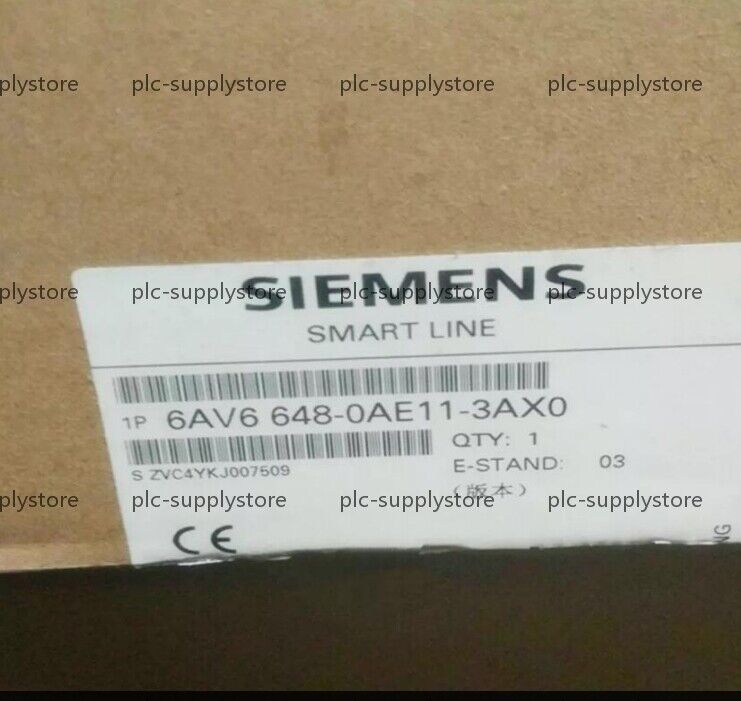 plystore plc-supplystore plc-supplystore plc-supplystore
SIEMENS
plystore plc-supplystore plc-supplystore plc-supplystore
SMART LINE
1P 6AV6 648-0AE11-3AX0
QTY: 1
S ZVC4YKJ007509
E-STAND: 03
(版本)
plystore plc-supplystore plc-supplystore plc-supplystore
CE
NG